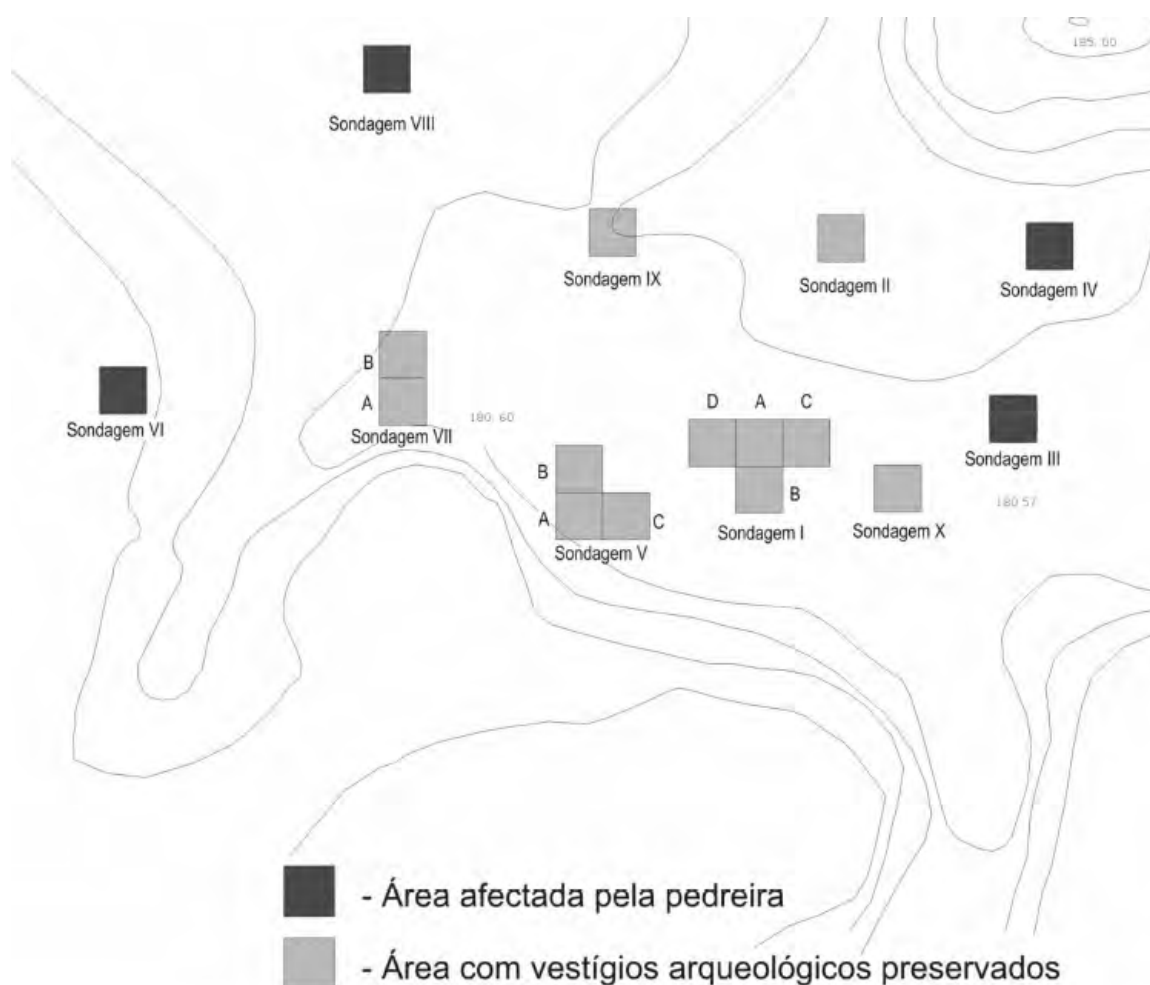 185. 60
Sondagem VIII
Sondagem IX
Sondagem II
Sondagem IV
B
A
Sondagem VII
Sondagem VI
180. 60
D A C
B
Sondagem I
Sondagem III
180 57
B
A C
Sondagem V
Sondagem X
- Área afectada pela pedreira
- Área com vestígios arqueológicos preservados